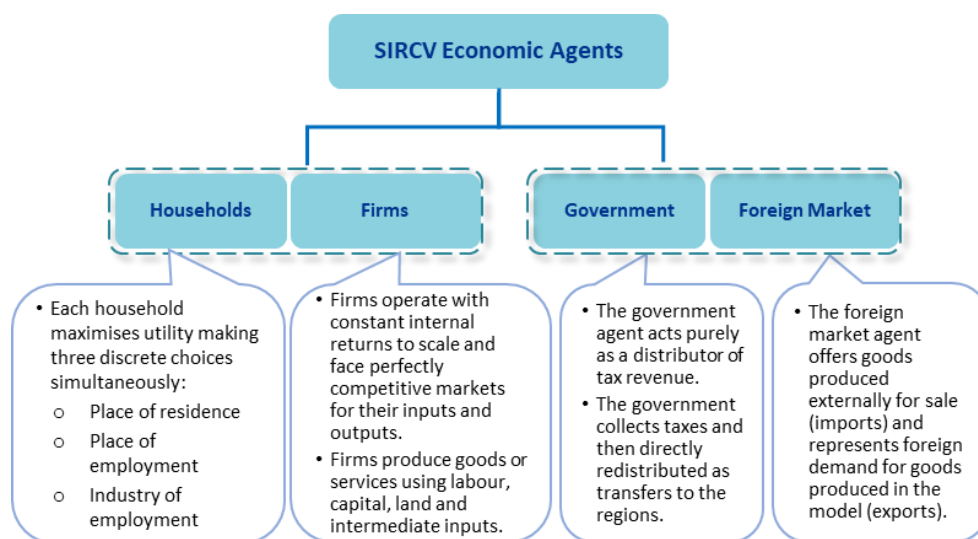 SIRCV Economic Agents
Households
Firms
Government
Foreign Market
• Each household
maximises utility making
three discrete choices
simultaneously:
o Place of residence
o Place of
employment
o Industry of
employment
• Firms operate with
constant internal
returns to scale and
face perfectly
competitive markets
for their inputs and
outputs.
• Firms produce goods or
services using labour,
capital, land and
intermediate inputs.
• The government
agent acts purely
as a distributor of
tax revenue.
• The government
collects taxes and
then directly
redistributed as
transfers to the
regions.
• The foreign
market agent
offers goods
produced
externally for sale
(imports) and
represents foreign
demand for goods
produced in the
model (exports).